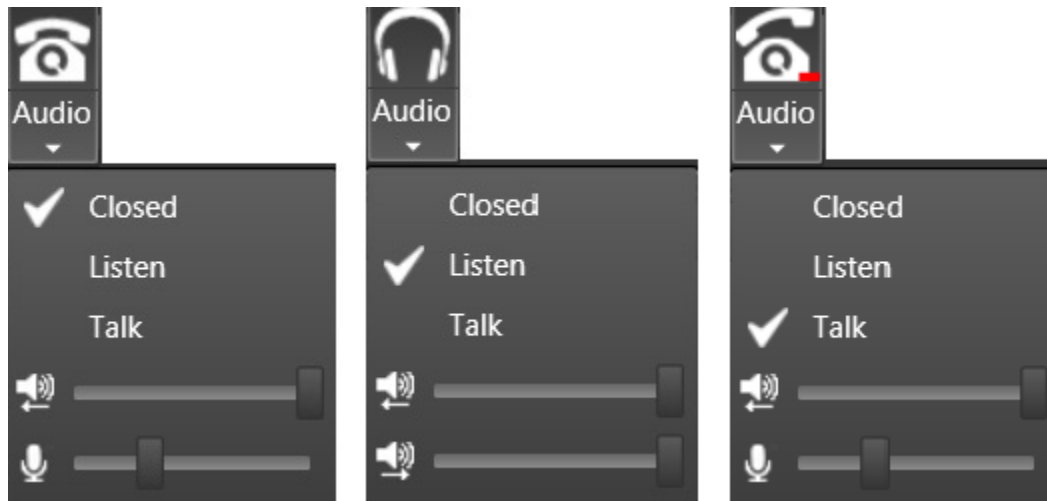 Audio
Closed
Listen
Talk
Audio
Closed
Listen
Talk
Audio
Closed
Listen
Talk